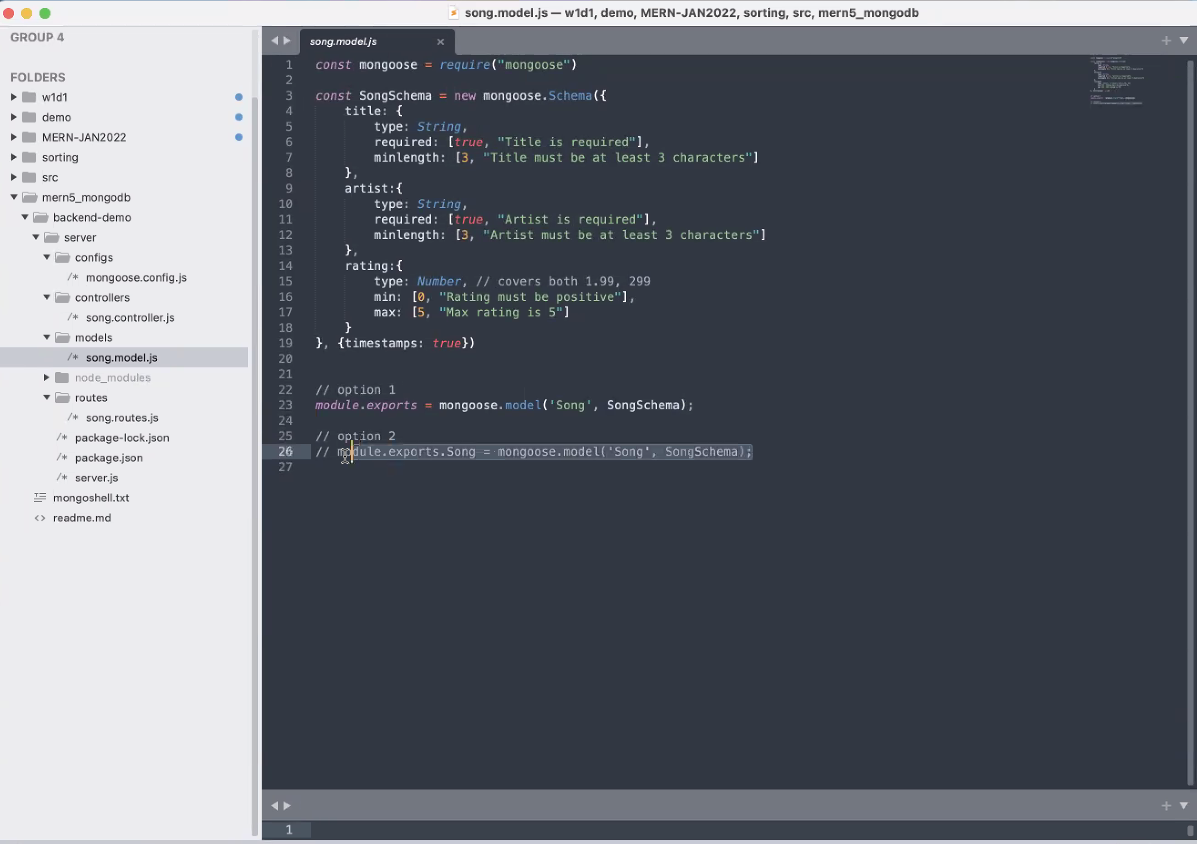 song.model.js — w1d1, demo, MERN-JAN2022, sorting, src, mern5_mongodb
GROUP 4
FOLDERS
w1d1
demo
MERN-JAN2022
sorting
src
mern5_mongodb
backend-demo
server
configs
/* mongoose.config.js
controllers
/* song.controller.js
models
/* song.model.js
node_modules
routes
/* song.routes.js
/* package-lock.json
/* package.json
/* server.js
mongoshell.txt
<> readme.md
song.model.js ×
1 const mongoose = require("mongoose")
2
3 const SongSchema = new mongoose.Schema({
4 title: {
5 type: String,
6 required: [true, "Title is required"],
7 minlength: [3, "Title must be at least 3 characters"]
8 },
9 artist:{
10 type: String,
11 required: [true, "Artist is required"],
12 minlength: [3, "Artist must be at least 3 characters"]
13 },
14 rating:{
15 type: Number, // covers both 1.99, 299
16 min: [0, "Rating must be positive"],
17 max: [5, "Max rating is 5"]
18 }
19 }, {timestamps: true})
20
21
22 // option 1
23 module.exports = mongoose.model('Song', SongSchema);
24
25 // option 2
26 // module.exports.Song = mongoose.model('Song', SongSchema);
27
1